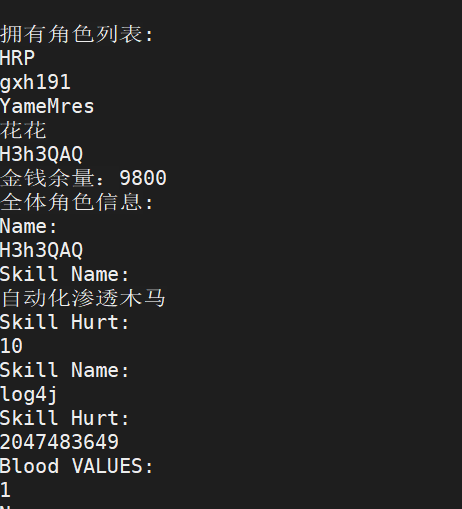 拥有角色列表:
HRP
gxh191
YameMres
花花
H3h3QAQ
金钱余量：9800
全体角色信息:
Name:
H3h3QAQ
Skill Name:
自动化渗透木马
Skill Hurt:
10
Skill Name:
log4j
Skill Hurt:
2047483649
Blood VALUES:
1